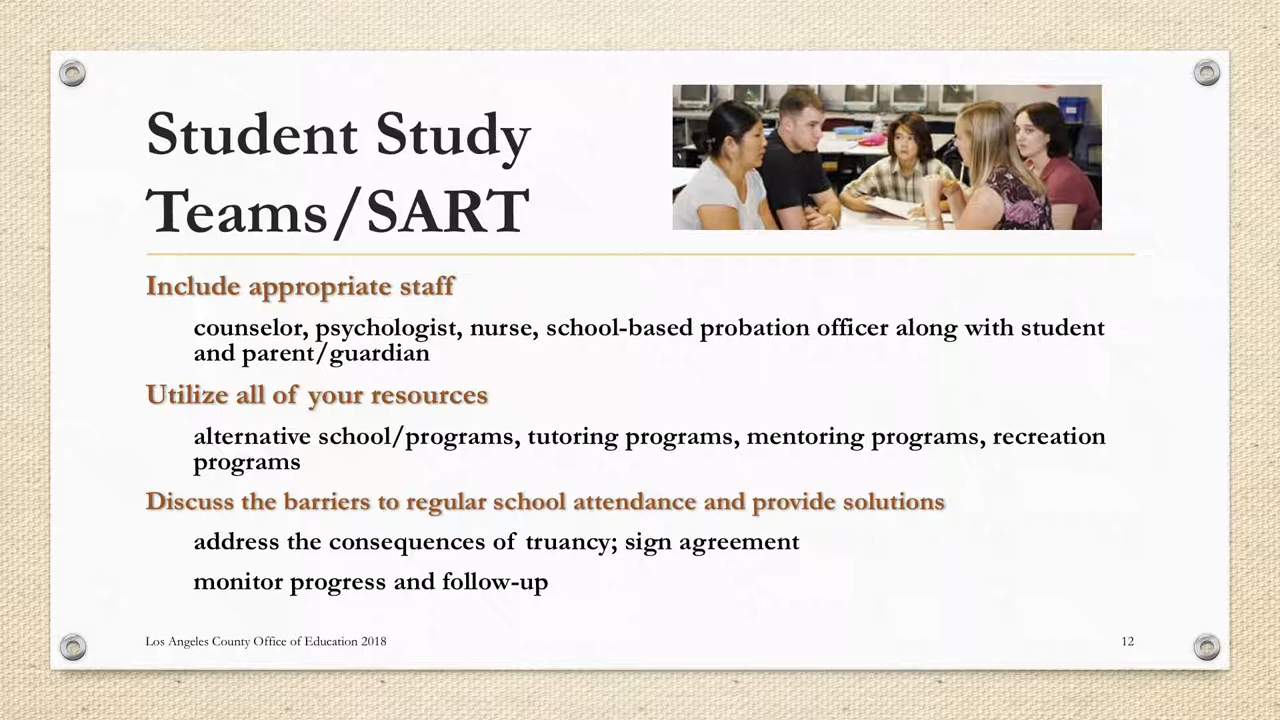 Student Study
Teams/SART
Include appropriate staff
counselor, psychologist, nurse, school-based probation officer along with student
and parent/guardian
Utilize all of your resources
alternative school/programs, tutoring programs, mentoring programs, recreation
programs
Discuss the barriers to regular school attendance and provide solutions
address the consequences of truancy; sign agreement
monitor progress and follow-up
Los Angeles County Office of Education 2018
12